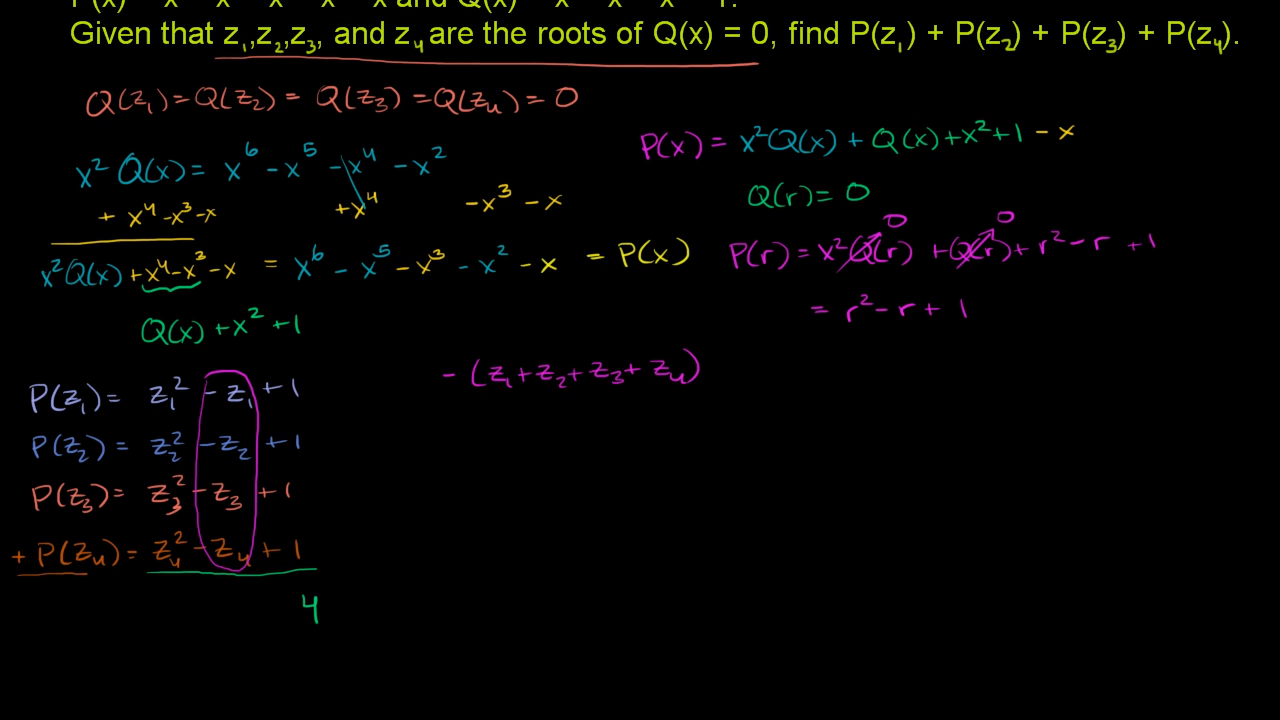 Given that z₁,z₂,z₃, and z₄ are the roots of Q(x) = 0, find P(z₁) + P(z₂) + P(z₃) + P(z₄).
Q(z₁) = Q(z₂) = Q(z₃) = Q(z₄) = 0
x² Q(x) = x⁶ - x⁵ - x⁴ - x²
+ x⁴ - x³ - x +x⁴ - x³ - x
x²Q(x) + x⁴ - x³ - x = x⁶ - x⁵ - x³ - x² - x = P(x)
Q(x) + x² + 1
P(x) = x²Q(x) + Q(x) + x² + 1 - x
Q(r) = 0
0 0
P(r) = x²Q(r) + Q(r) + r² - r + 1
= r² - r + 1
P(z₁) = z₁² - z₁ + 1
P(z₂) = z₂² - z₂ + 1
P(z₃) = z₃² - z₃ + 1
+ P(z₄) = z₄² - z₄ + 1
4
- (z₁ + z₂ + z₃ + z₄)